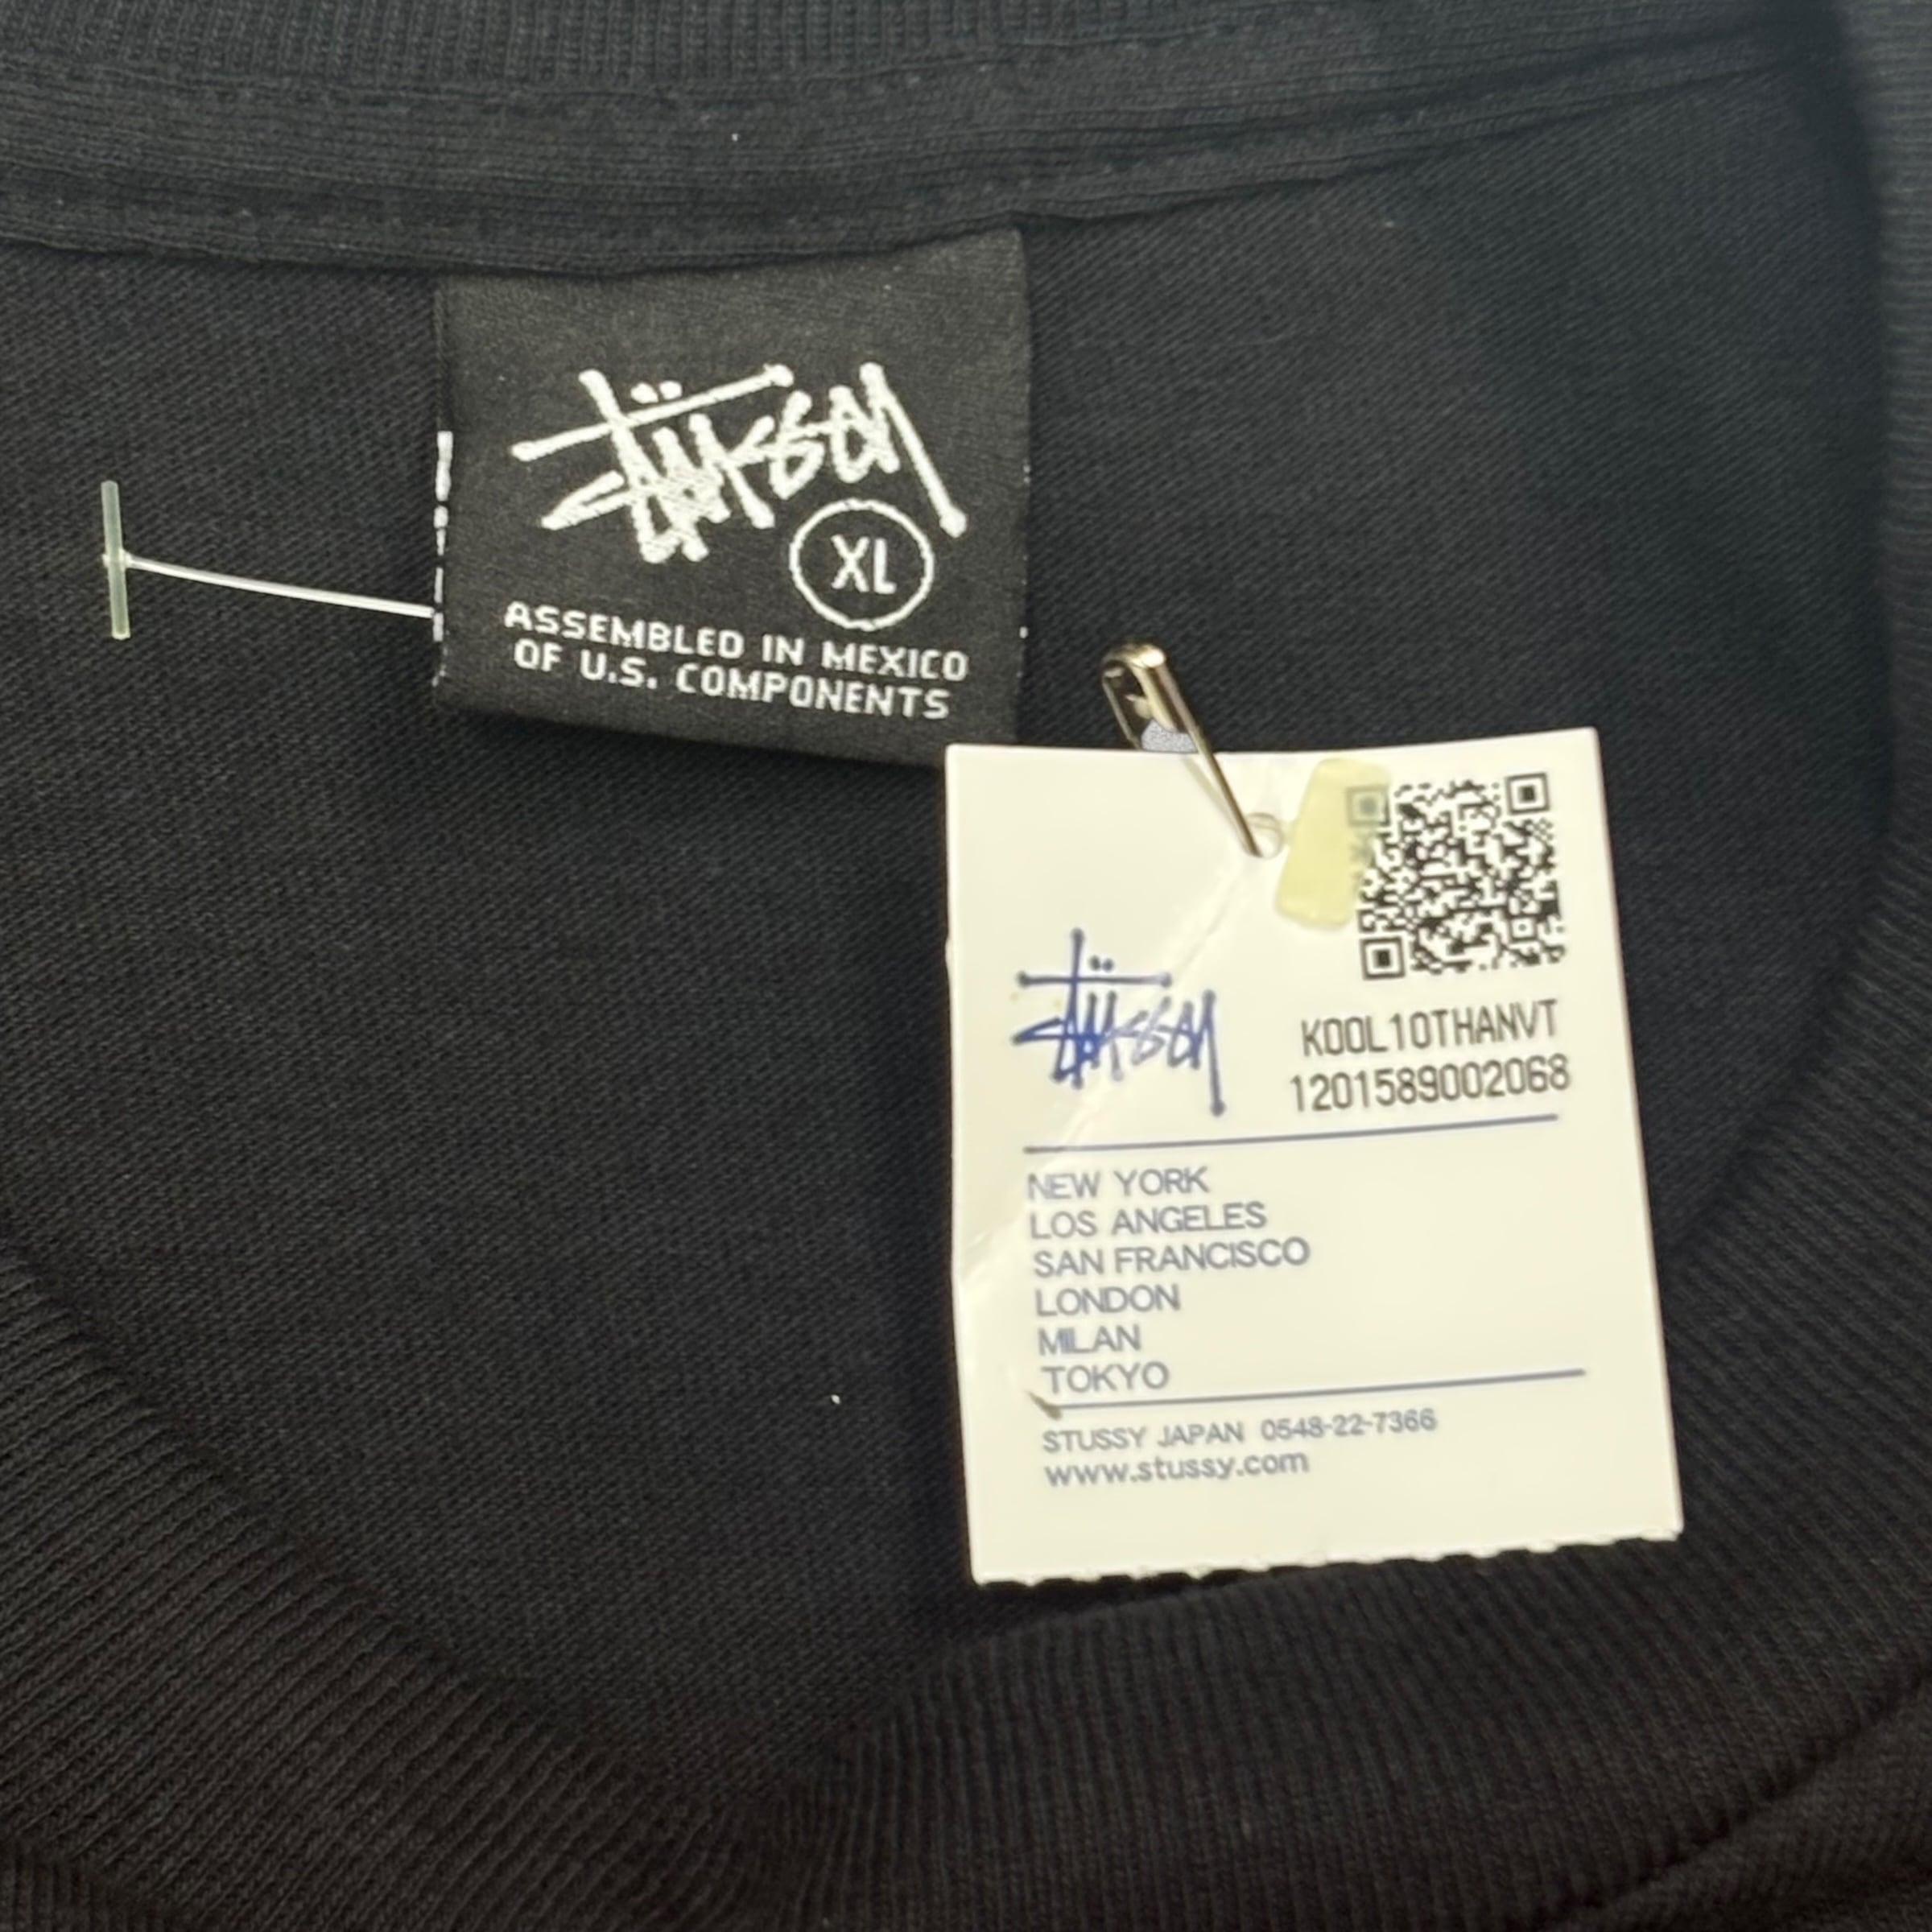 Stüssy
XL
ASSEMBLED IN MEXICO
OF U.S. COMPONENTS
Stüssy
KOOL10THANVT
1201589002068
NEW YORK
LOS ANGELES
SAN FRANCISCO
LONDON
MILAN
TOKYO
STUSSY JAPAN 0548-22-7366
www.stussy.com